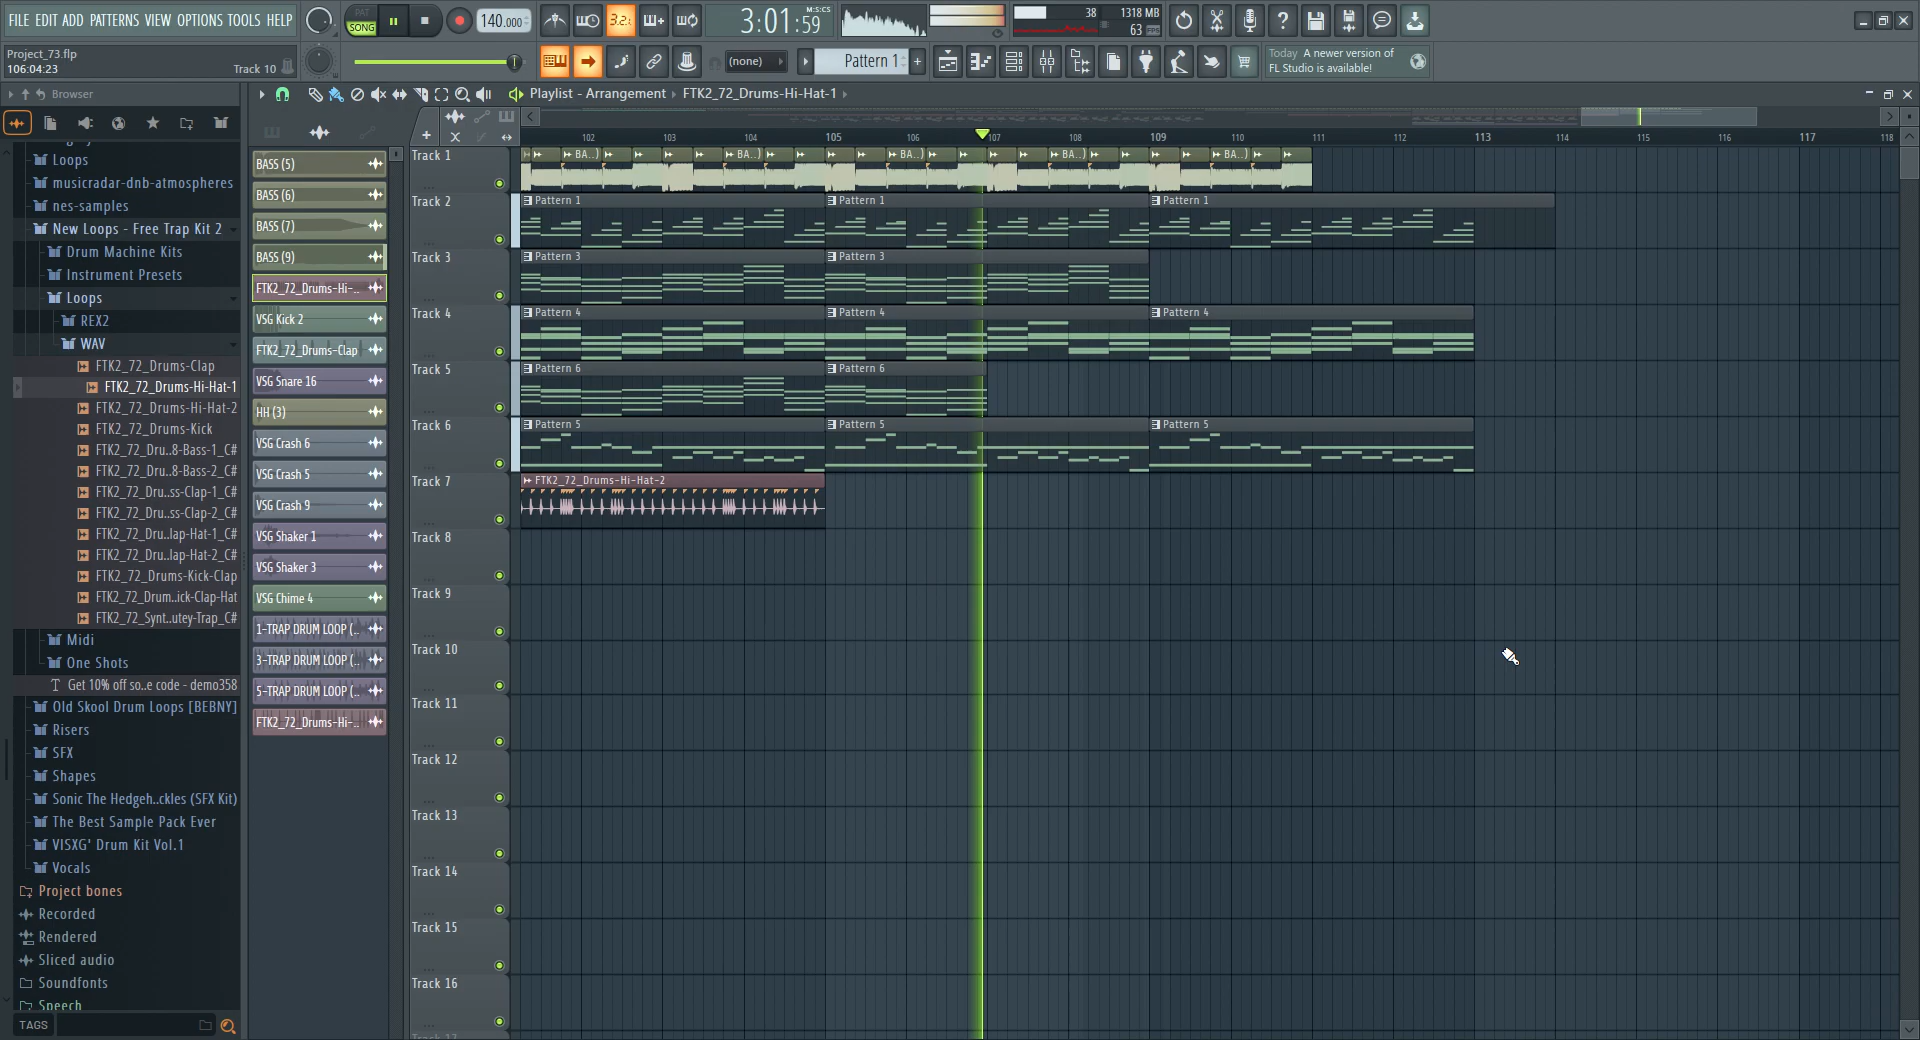 FILE EDIT ADD PATTERNS VIEW OPTIONS TOOLS HELP
PAT
SONG
140.000
3.2.
3:01:59
M:S:CS
38
1318 MB
63
Project_73.flp
106:04:23
Track 10
(none)
Pattern 1
Today A newer version of
FL Studio is available!
Browser
Playlist - Arrangement
FTK2_72_Drums-Hi-Hat-1
Loops
musicradar-dnb-atmospheres
nes-samples
New Loops - Free Trap Kit 2
Drum Machine Kits
Instrument Presets
Loops
REX2
WAV
FTK2_72_Drums-Clap
FTK2_72_Drums-Hi-Hat-1
FTK2_72_Drums-Hi-Hat-2
FTK2_72_Drums-Kick
FTK2_72_Dru..8-Bass-1_C#
FTK2_72_Dru..8-Bass-2_C#
FTK2_72_Dru..ss-Clap-1_C#
FTK2_72_Dru..ss-Clap-2_C#
FTK2_72_Dru..lap-Hat-1_C#
FTK2_72_Dru..lap-Hat-2_C#
FTK2_72_Drums-Kick-Clap
FTK2_72_Drum..ick-Clap-Hat
FTK2_72_Synt..utey-Trap_C#
Midi
One Shots
Get 10% off so..e code - demo358
Old Skool Drum Loops [BEBNY]
Risers
SFX
Shapes
Sonic The Hedgeh..ckles (SFX Kit)
The Best Sample Pack Ever
VISXG' Drum Kit Vol.1
Vocals
Project bones
Recorded
Rendered
Sliced audio
Soundfonts
Speech
TAGS
BASS (5)
BASS (6)
BASS (7)
BASS (9)
FTK2_72_Drums-Hi-..
VSG Kick 2
FTK2_72_Drums-Clap
VSG Snare 16
HH (3)
VSG Crash 6
VSG Crash 5
VSG Crash 9
VSG Shaker 1
VSG Shaker 3
VSG Chime 4
1-TRAP DRUM LOOP (..
3-TRAP DRUM LOOP (..
5-TRAP DRUM LOOP (..
FTK2_72_Drums-Hi-..
102 103 104 105 106 107 108 109 110 111 112 113 114 115 116 117 118
Track 1
BA..) BA..) BA..) BA..) BA..)
Track 2
Pattern 1 Pattern 1 Pattern 1
Track 3
Pattern 3 Pattern 3
Track 4
Pattern 4 Pattern 4 Pattern 4
Track 5
Pattern 6 Pattern 6
Track 6
Pattern 5 Pattern 5 Pattern 5
Track 7
FTK2_72_Drums-Hi-Hat-2
Track 8
Track 9
Track 10
Track 11
Track 12
Track 13
Track 14
Track 15
Track 16